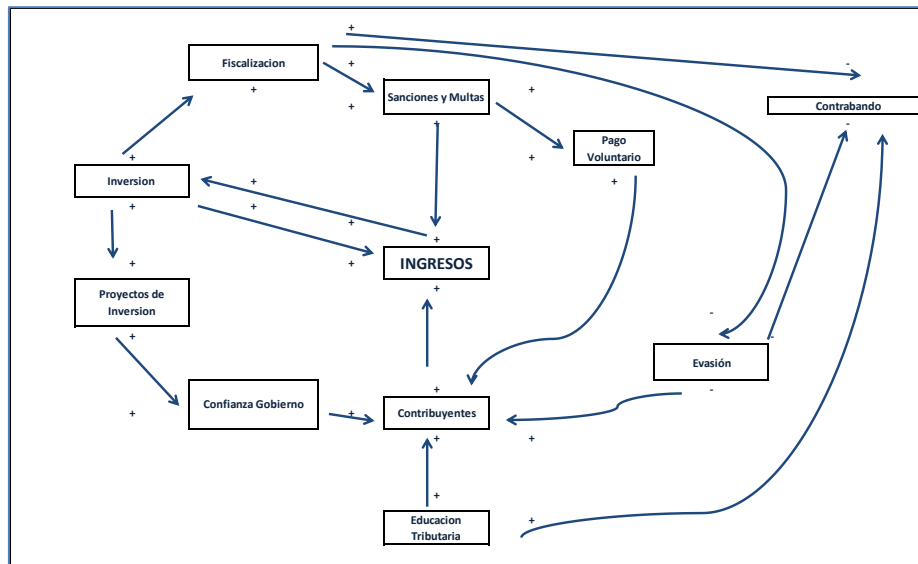 +
Fiscalizacion
+
-
+
Sanciones y Multas
+
+
Contrabando
+
-
+
Pago
Voluntario
+
+
Inversion
+
+
+
+
+
+
INGRESOS
+
+
+
Proyectos de
Inversion
-
+
Evasión
-
+
-
Confianza Gobierno
+
+
Contribuyentes
+
+
+
Educacion
Tributaria
+